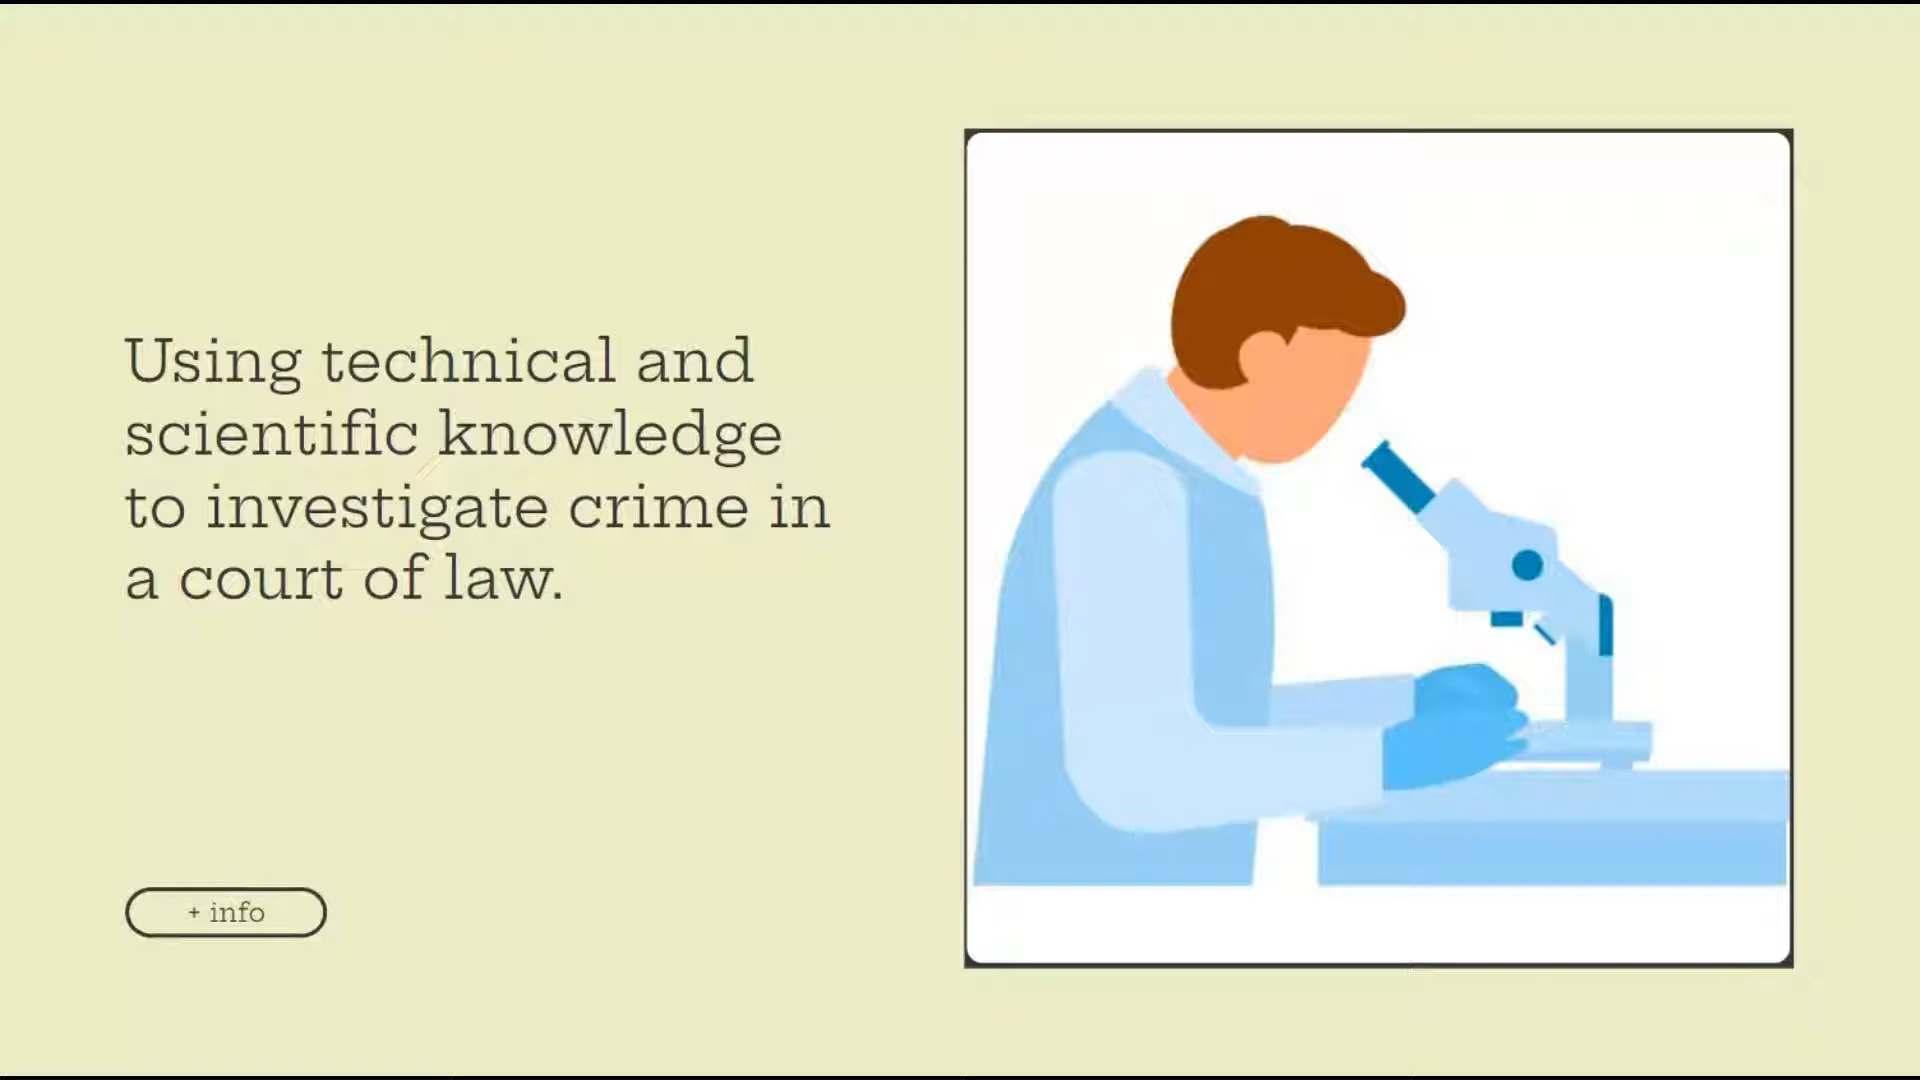 Using technical and
scientific knowledge
to investigate crime in
a court of law.
+ info